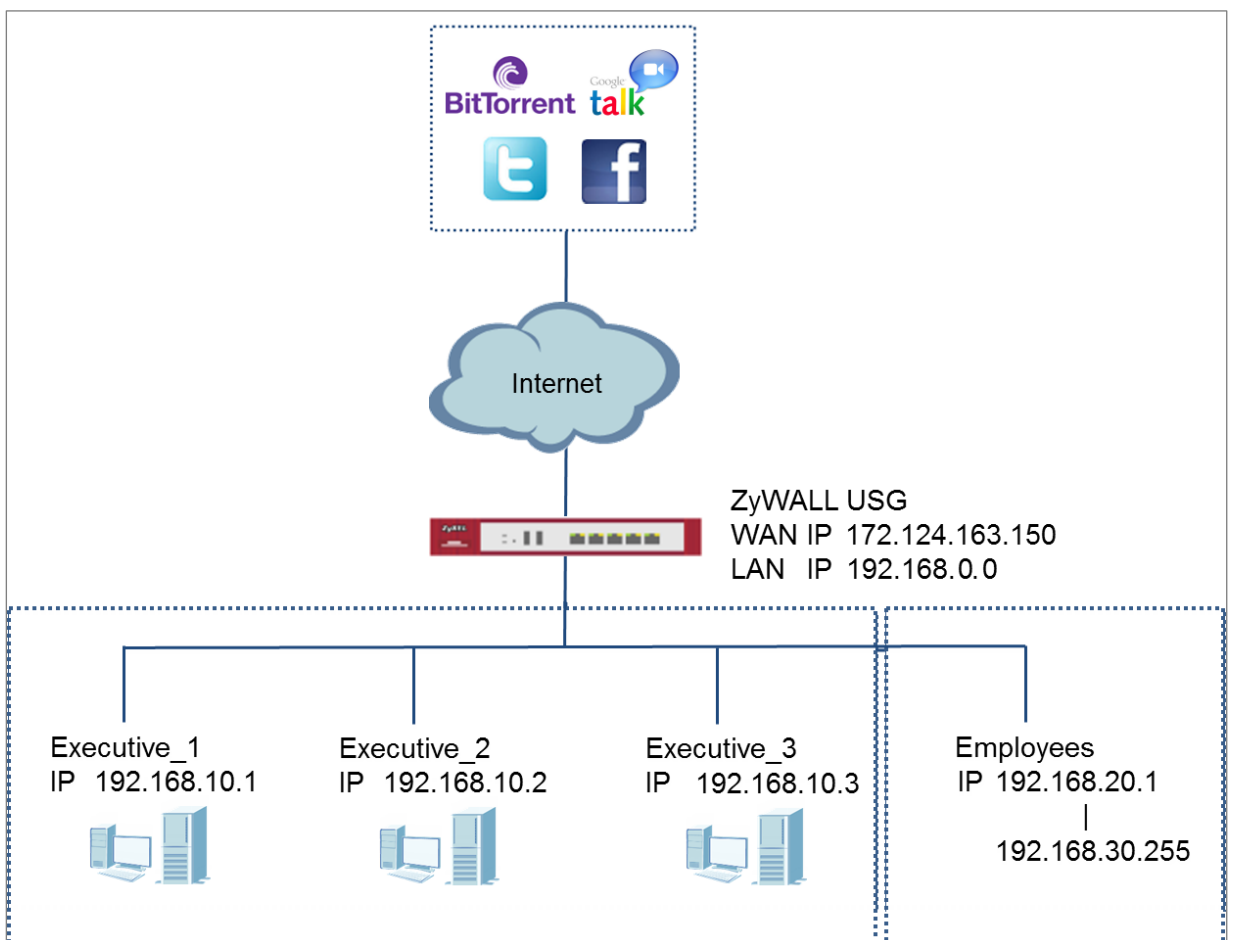 BitTorrent
Google
talk
Internet
ZyXEL
ZyWALL USG
WAN IP 172.124.163.150
LAN IP 192.168.0.0
Executive_1
IP 192.168.10.1
Executive_2
IP 192.168.10.2
Executive_3
IP 192.168.10.3
Employees
IP 192.168.20.1
|
192.168.30.255